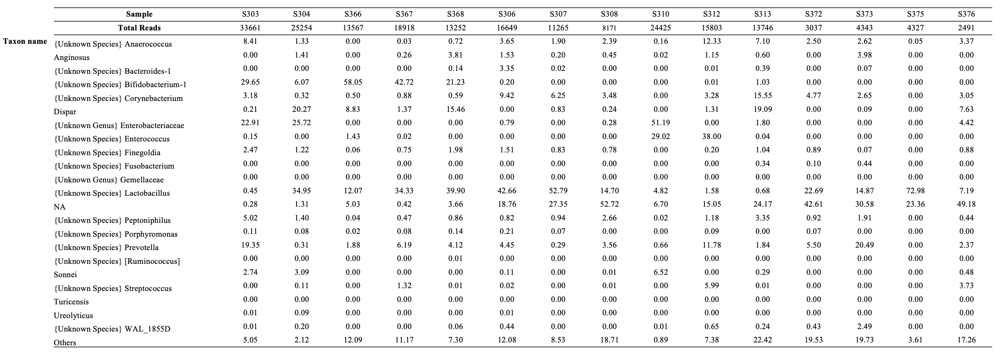 Sample S303 S304 S366 S367 S368 S306 S307 S308 S310 S312 S313 S372 S373 S375 S376
Total Reads 33661 25254 13567 18918 13252 16649 11265 8171 24425 15803 13746 3037 4343 4327 2491
Taxon name {Unknown Species} Anaerococcus 8.41 1.33 0.00 0.03 0.72 3.65 1.90 2.39 0.16 12.33 7.10 2.50 2.62 0.05 3.37
Anginosus 0.00 1.41 0.00 0.26 3.81 1.53 0.20 0.45 0.02 1.15 0.60 0.00 3.98 0.00 0.00
{Unknown Species} Bacteroides-1 0.00 0.00 0.00 0.00 0.14 3.35 0.02 0.00 0.00 0.01 0.39 0.00 0.07 0.00 0.00
{Unknown Species} Bifidobacterium-1 29.65 6.07 58.05 42.72 21.23 0.20 0.00 0.00 0.00 0.01 1.03 0.00 0.00 0.00 0.00
{Unknown Species} Corynebacterium 3.18 0.32 0.50 0.88 0.59 9.42 6.25 3.48 0.00 3.28 15.55 4.77 2.65 0.00 3.05
Dispar 0.21 20.27 8.83 1.37 15.46 0.00 0.83 0.24 0.00 1.31 19.09 0.00 0.09 0.00 7.63
{Unknown Genus} Enterobacteriaceae 22.91 25.72 0.00 0.00 0.00 0.79 0.00 0.28 51.19 0.00 1.80 0.00 0.00 0.00 4.42
{Unknown Species} Enterococcus 0.15 0.00 1.43 0.02 0.00 0.00 0.00 0.00 29.02 38.00 0.04 0.00 0.00 0.00 0.00
{Unknown Species} Finegoldia 2.47 1.22 0.06 0.75 1.98 1.51 0.83 0.78 0.00 0.20 1.04 0.89 0.07 0.00 0.88
{Unknown Species} Fusobacterium 0.00 0.00 0.00 0.00 0.00 0.00 0.00 0.00 0.00 0.00 0.34 0.10 0.44 0.00 0.00
{Unknown Genus} Gemellaceae 0.00 0.00 0.00 0.00 0.00 0.00 0.00 0.00 0.00 0.00 0.00 0.00 0.00 0.00 0.00
{Unknown Species} Lactobacillus 0.45 34.95 12.07 34.33 39.90 42.66 52.79 14.70 4.82 1.58 0.68 22.69 14.87 72.98 7.19
NA 0.28 1.31 5.03 0.42 3.66 18.76 27.35 52.72 6.70 15.05 24.17 42.61 30.58 23.36 49.18
{Unknown Species} Peptoniphilus 5.02 1.40 0.04 0.47 0.86 0.82 0.94 2.66 0.02 1.18 3.35 0.92 1.91 0.00 0.44
{Unknown Species} Porphyromonas 0.11 0.08 0.02 0.08 0.14 0.21 0.07 0.00 0.00 0.09 0.00 0.07 0.00 0.00 0.00
{Unknown Species} Prevotella 19.35 0.31 1.88 6.19 4.12 4.45 0.29 3.56 0.66 11.78 1.84 5.50 20.49 0.00 2.37
{Unknown Species} [Ruminococcus] 0.00 0.00 0.00 0.00 0.01 0.00 0.00 0.00 0.00 0.00 0.00 0.00 0.00 0.00 0.00
Sonnei 2.74 3.09 0.00 0.00 0.00 0.11 0.00 0.01 6.52 0.00 0.29 0.00 0.00 0.00 0.48
{Unknown Species} Streptococcus 0.00 0.11 0.00 1.32 0.01 0.02 0.00 0.01 0.00 5.99 0.01 0.00 0.00 0.00 3.73
Turicensis 0.00 0.00 0.00 0.00 0.00 0.00 0.00 0.00 0.00 0.00 0.00 0.00 0.00 0.00 0.00
Ureolyticus 0.01 0.09 0.00 0.00 0.00 0.01 0.00 0.00 0.00 0.00 0.00 0.00 0.00 0.00 0.00
{Unknown Species} WAL_1855D 0.01 0.20 0.00 0.00 0.06 0.44 0.00 0.00 0.01 0.65 0.24 0.43 2.49 0.00 0.00
Others 5.05 2.12 12.09 11.17 7.30 12.08 8.53 18.71 0.89 7.38 22.42 19.53 19.73 3.61 17.26